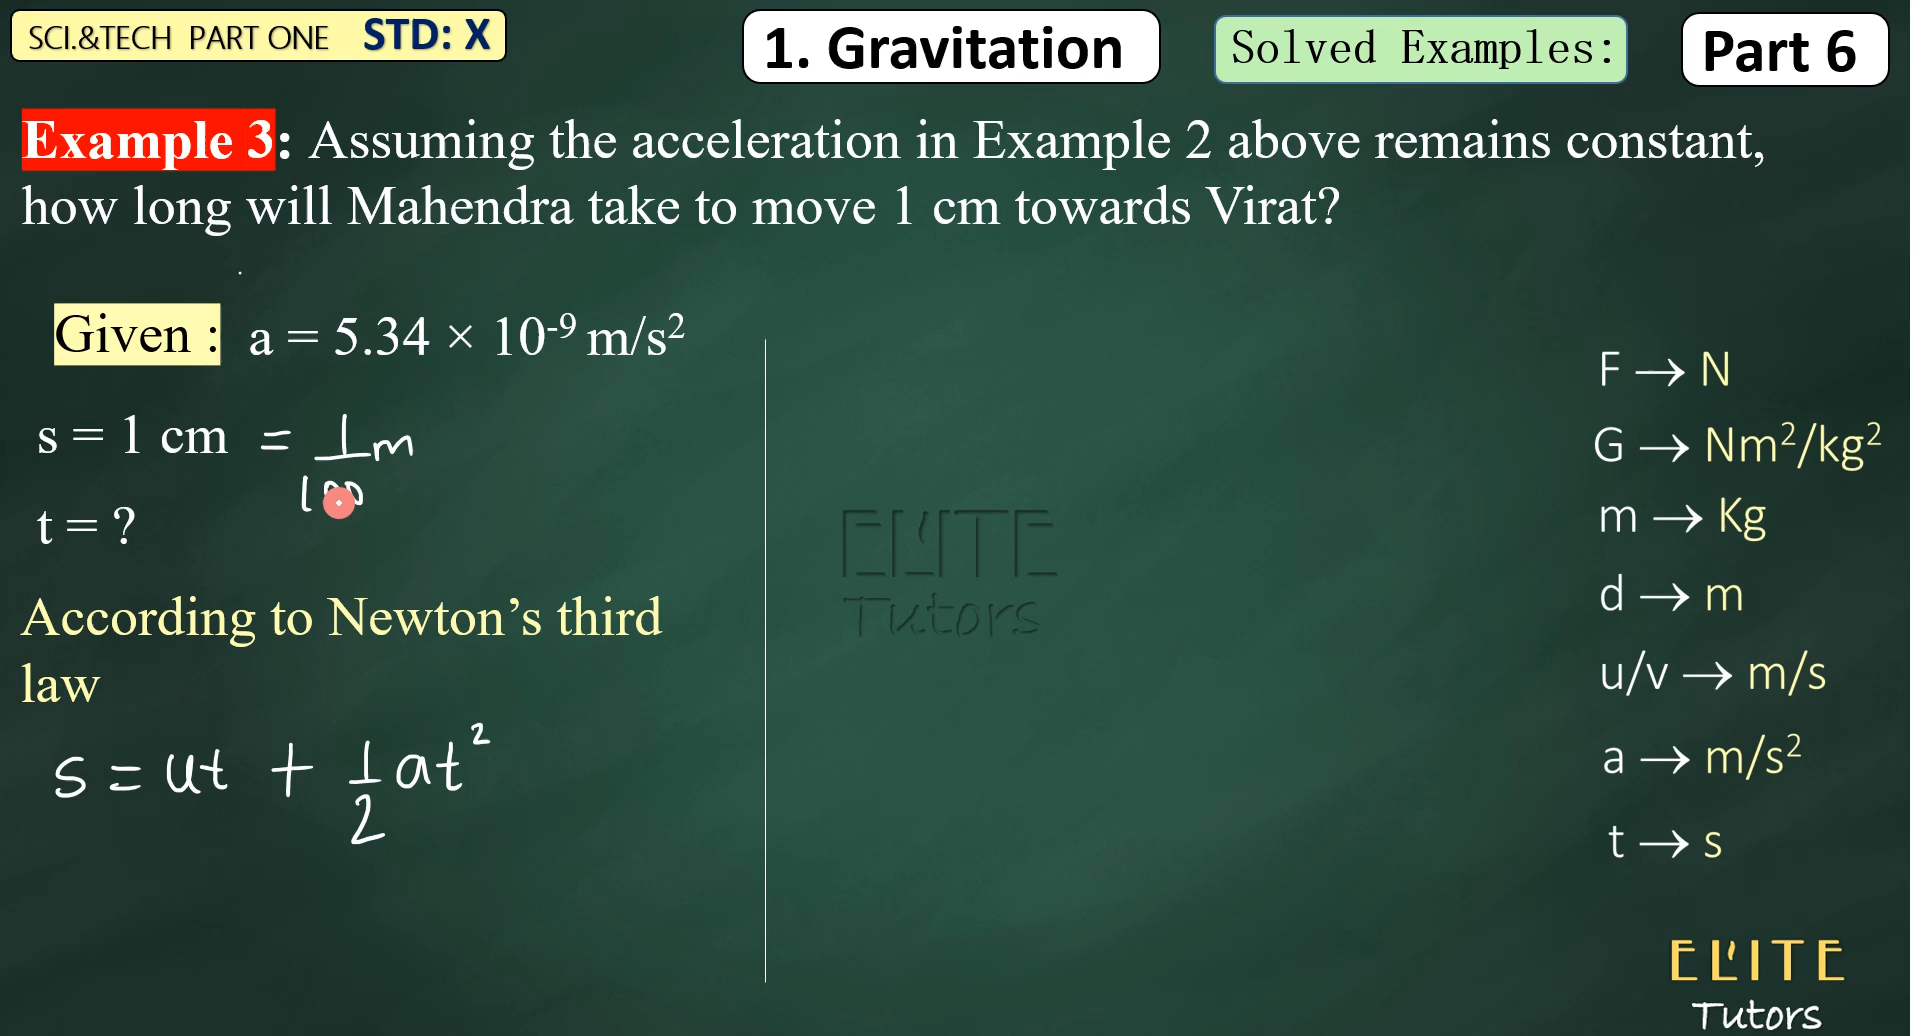 SCI.&TECH PART ONE STD: X
1. Gravitation
Solved Examples:
Part 6
Example 3: Assuming the acceleration in Example 2 above remains constant,
how long will Mahendra take to move 1 cm towards Virat?
Given : a = 5.34 × 10⁻⁹ m/s²
s = 1 cm = 1/100 m
t = ?
According to Newton’s third
law
s = ut + 1/2 at²
ELITE
Tutors
F → N
G → Nm²/kg²
m → Kg
d → m
u/v → m/s
a → m/s²
t → s
ELITE
Tutors